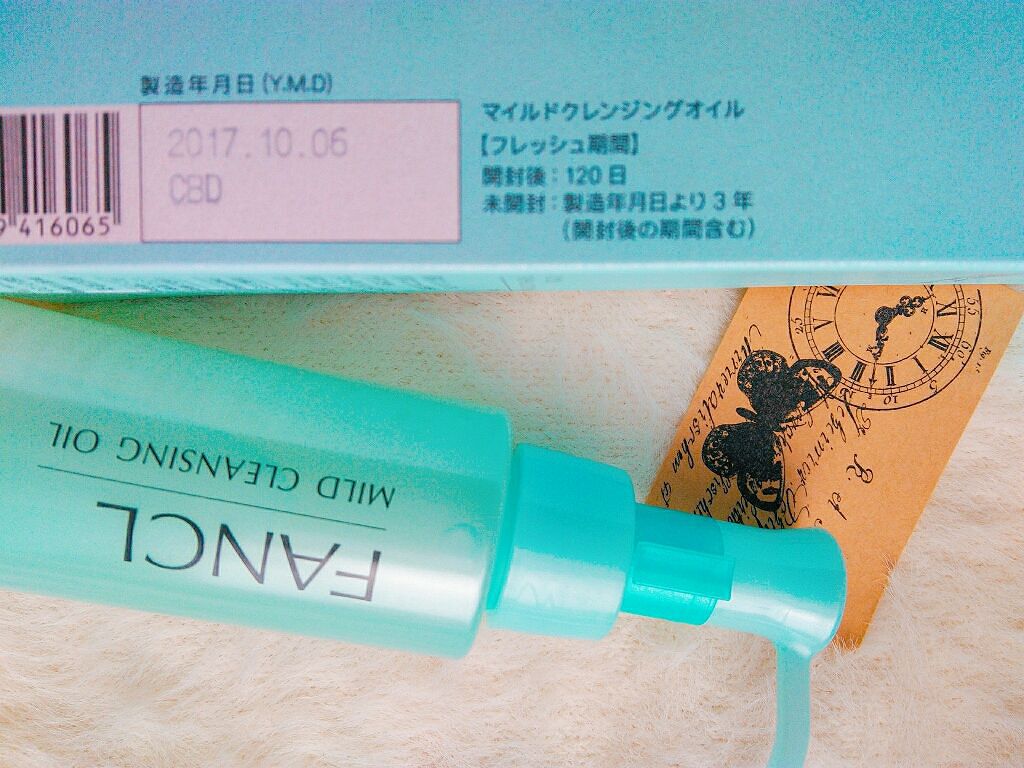 製造年月日(Y.M.D)
2017.10.06
CBD
9"416065"
マイルドクレンジングオイル
【フレッシュ期間】
開封後:120日
未開封:製造年月日より3年
(開封後の期間含む)
FANCL
MILD CLEANSING OIL
R. et